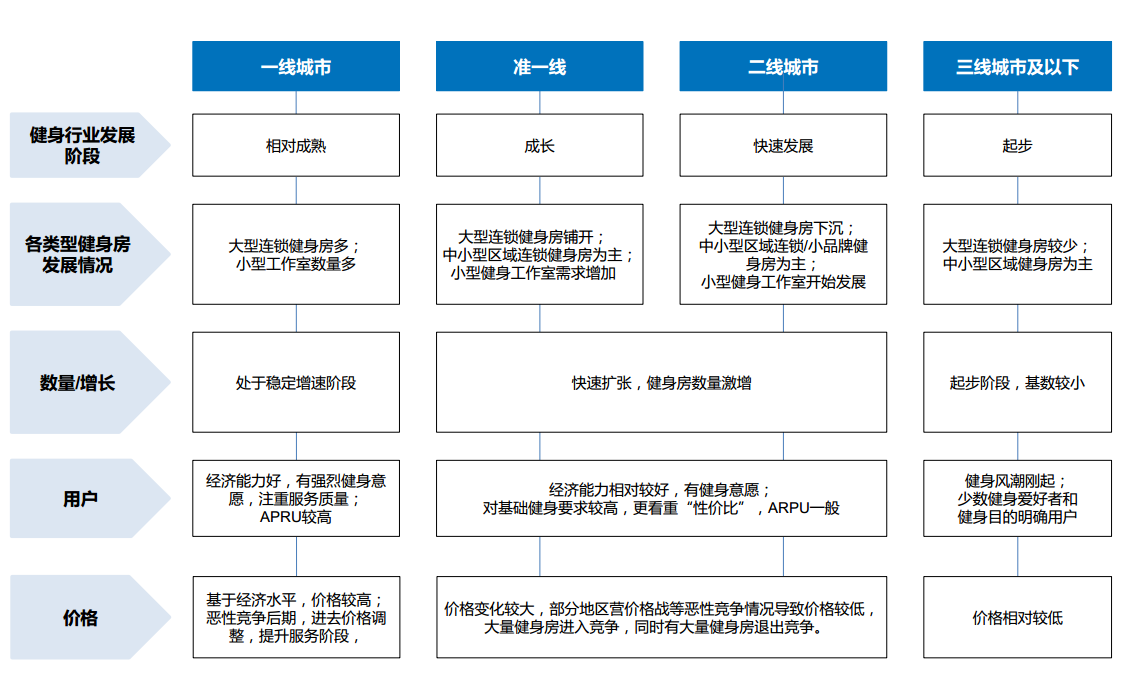 一线城市
准一线
二线城市
三线城市及以下
健身行业发展
阶段
相对成熟
成长
快速发展
起步
各类型健身房
发展情况
大型连锁健身房多；
小型工作室数量多
大型连锁健身房铺开；
中小型区域连锁健身房为主；
小型健身工作室需求增加
大型连锁健身房下沉；
中小型区域连锁/小品牌健
身房为主；
小型健身工作室开始发展
大型连锁健身房较少；
中小型区域健身房为主
数量/增长
处于稳定增速阶段
快速扩张，健身房数量激增
起步阶段，基数较小
用户
经济能力好，有强烈健身意
愿，注重服务质量；
APRU较高
经济能力相对较好，有健身意愿；
对基础健身要求较高，更看重“性价比”，ARPU一般
健身风潮刚起；
少数健身爱好者和
健身目的明确用户
价格
基于经济水平，价格较高；
恶性竞争后期，进去价格调
整，提升服务阶段，
价格变化较大，部分地区营价格战等恶性竞争情况导致价格较低，
大量健身房进入竞争，同时有大量健身房退出竞争。
价格相对较低